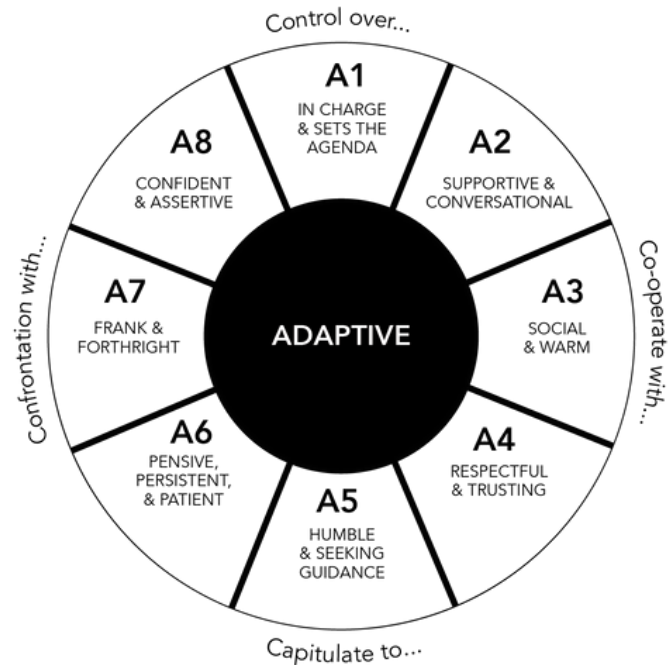 Control over...
A1
IN CHARGE
& SETS THE
AGENDA
A2
SUPPORTIVE &
CONVERSATIONAL
Co-operate with...
A3
SOCIAL
& WARM
A4
RESPECTFUL
& TRUSTING
A5
HUMBLE
& SEEKING
GUIDANCE
Capitulate to...
A6
PENSIVE,
PERSISTENT,
& PATIENT
A7
FRANK &
FORTHRIGHT
Confrontation with...
A8
CONFIDENT
& ASSERTIVE
ADAPTIVE